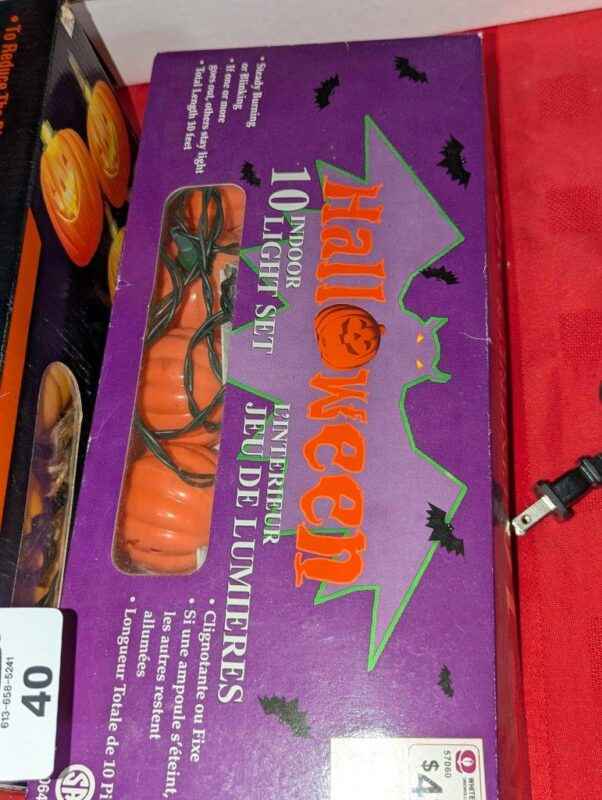 • To Reduce The
Halloween
10 INDOOR
LIGHT SET
L'INTERIEUR
JEU DE LUMIERES
• Steady Burning
or Blinking
• If one or more
goes out, others stay light
• Total Length 10 feet
• Clignotante ou Fixe
• Si une ampoule s'éteint,
les autres restent
allumées
• Longueur Totale de 10 Pi
40
613-658-5241
57060
WHITE
$4